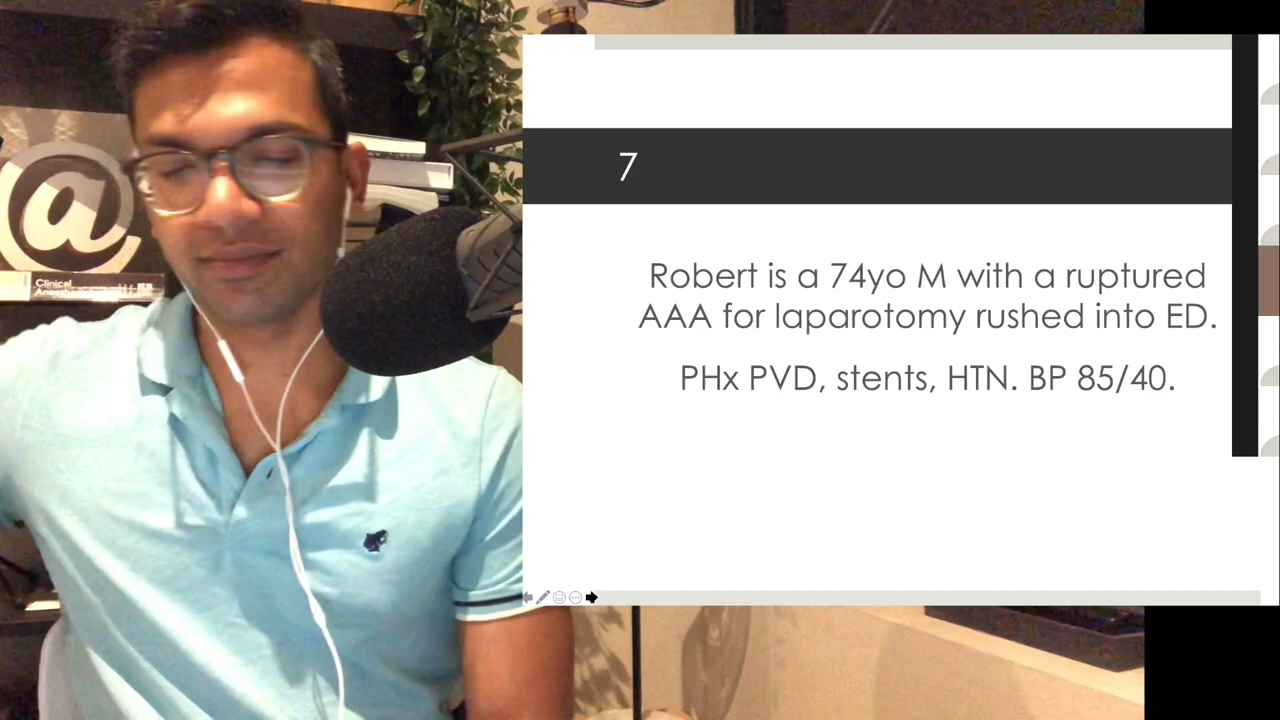 @
Clinical
7
Robert is a 74yo M with a ruptured
AAA for laparotomy rushed into ED.
PHx PVD, stents, HTN. BP 85/40.